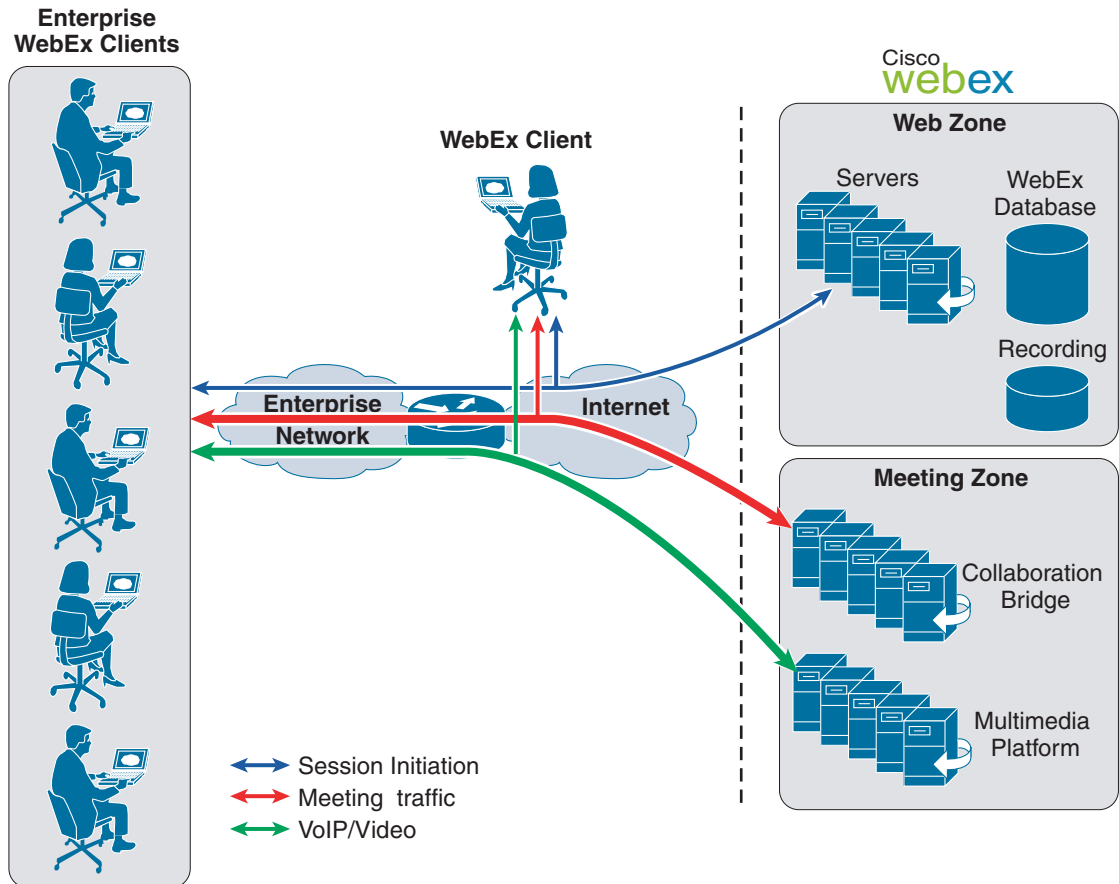 Enterprise
WebEx Clients
WebEx Client
Cisco
webex
Web Zone
Servers
WebEx
Database
Recording
Enterprise
Network
Internet
Meeting Zone
Collaboration
Bridge
Multimedia
Platform
Session Initiation
Meeting traffic
VoIP/Video